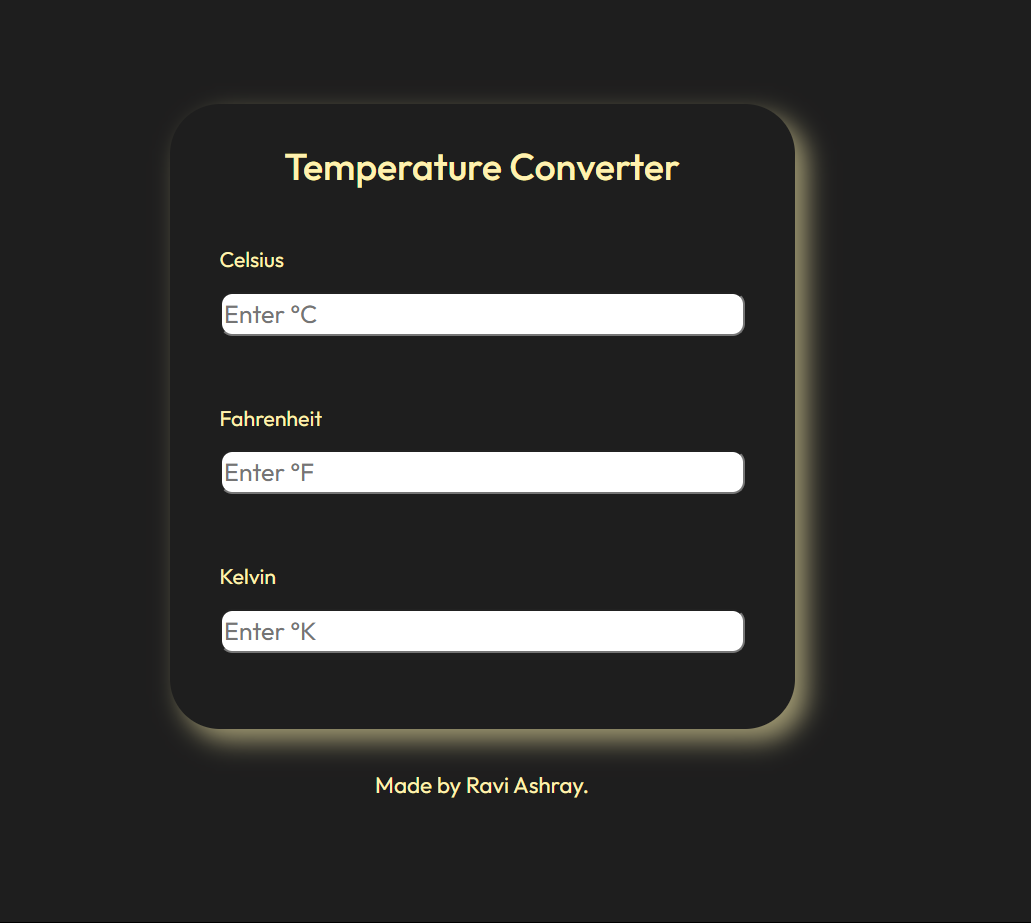 Temperature Converter
Celsius
Enter °C
Fahrenheit
Enter °F
Kelvin
Enter °K
Made by Ravi Ashray.